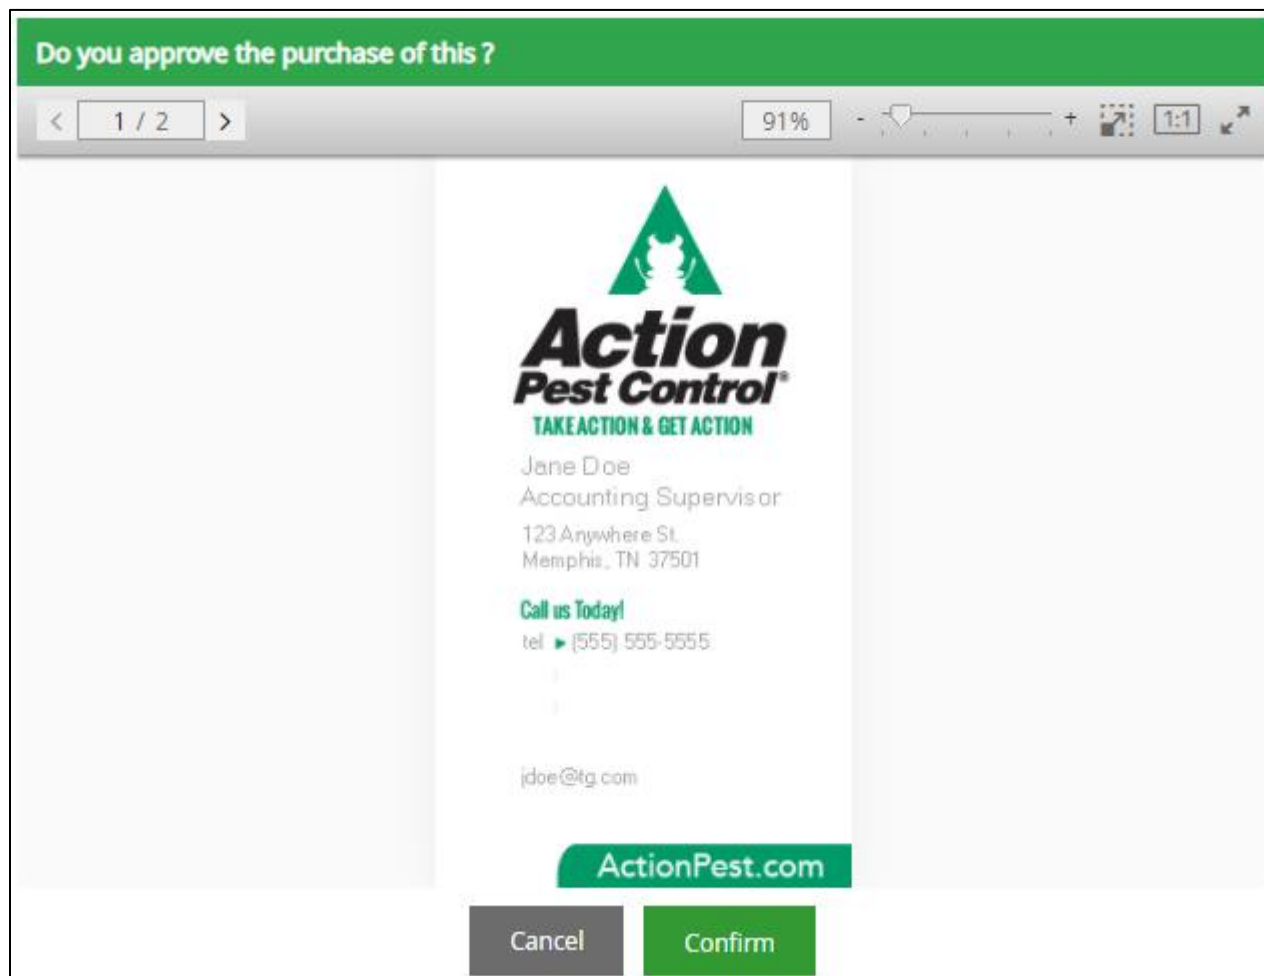 Do you approve the purchase of this ?
< 1 / 2 > 91% - + 1:1
Action
Pest Control®
TAKE ACTION & GET ACTION
Jane Doe
Accounting Supervisor
123 Anywhere St.
Memphis, TN 37501
Call us Today!
tel ▸ (555) 555-5555
jdoe@tg.com
ActionPest.com
Cancel Confirm